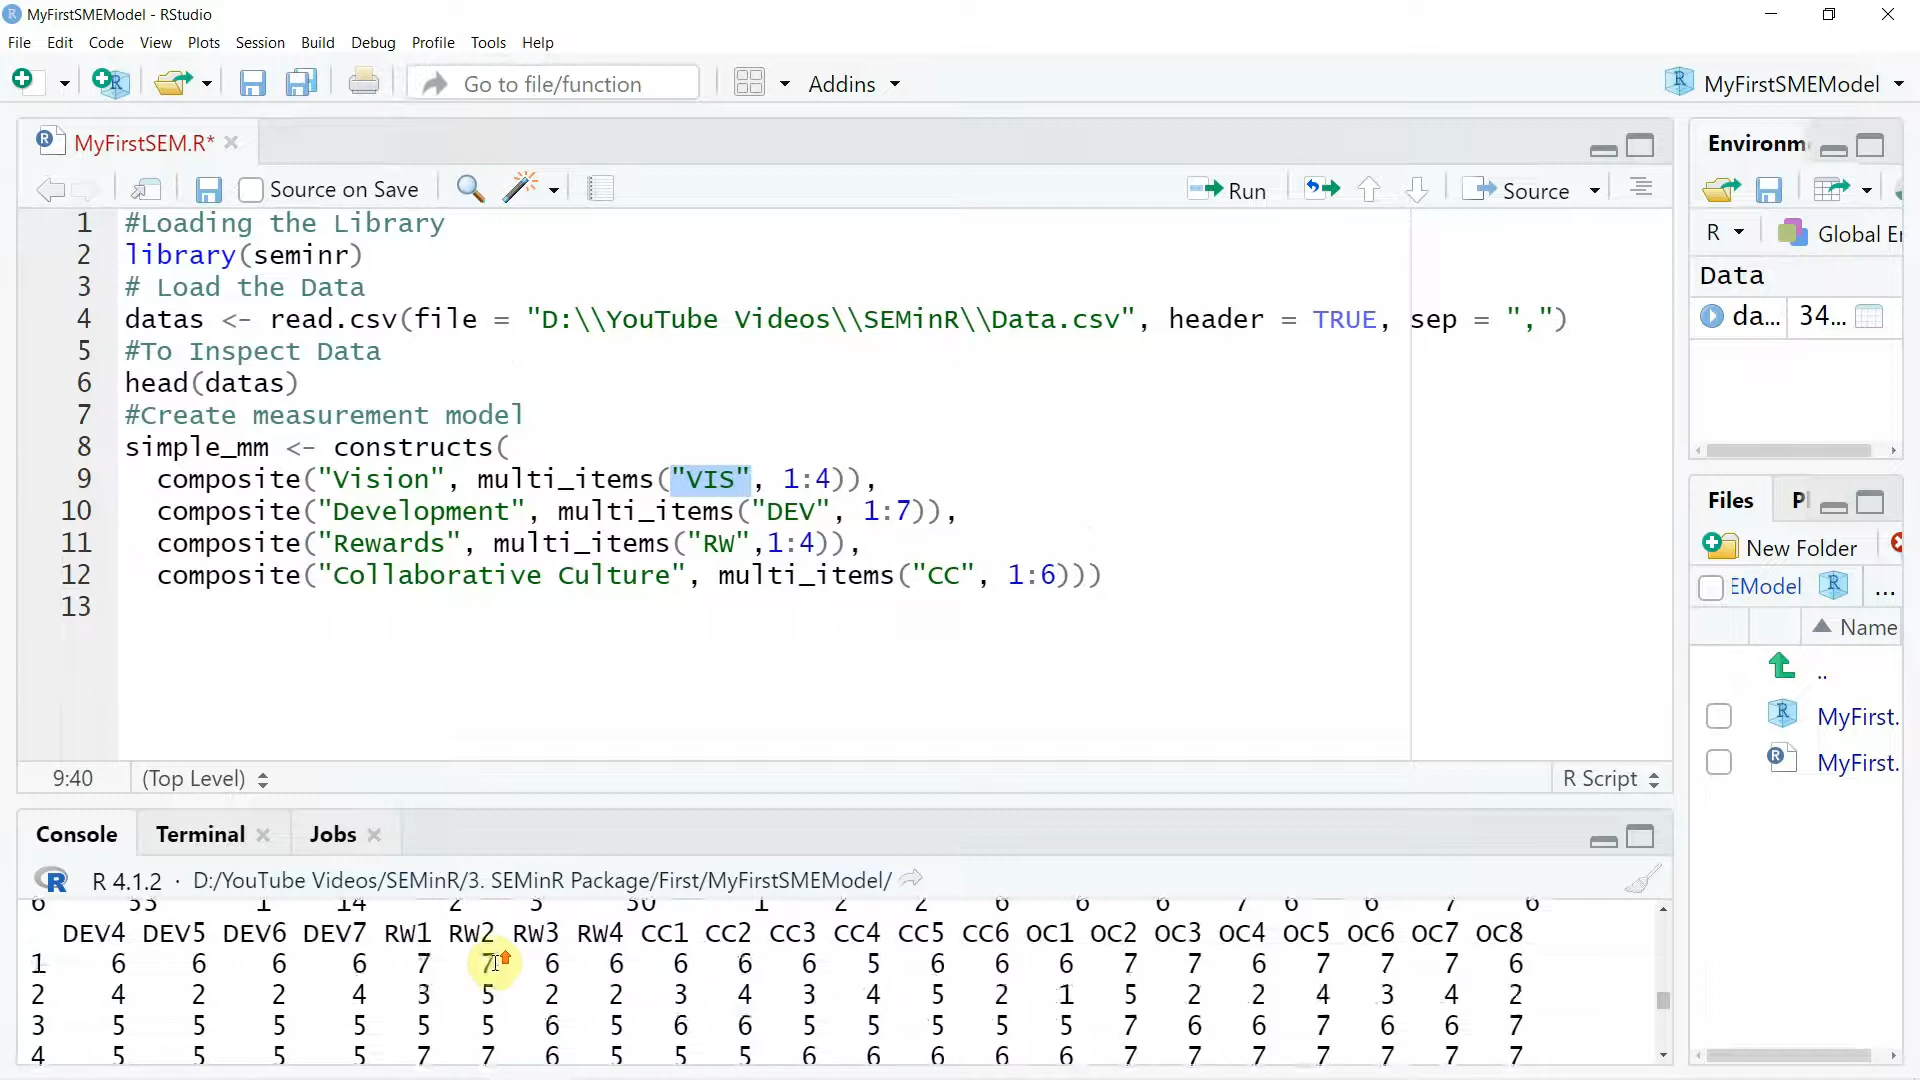 MyFirstSMEModel - RStudio
File Edit Code View Plots Session Build Debug Profile Tools Help
Go to file/function Addins MyFirstSMEModel
MyFirstSEM.R*
Source on Save Run Source
1 #Loading the Library
2 library(seminr)
3 # Load the Data
4 datas <- read.csv(file = "D:\\YouTube Videos\\SEMinR\\Data.csv", header = TRUE, sep = ",")
5 #To Inspect Data
6 head(datas)
7 #Create measurement model
8 simple_mm <- constructs(
9 composite("Vision", multi_items("VIS", 1:4)),
10 composite("Development", multi_items("DEV", 1:7)),
11 composite("Rewards", multi_items("RW",1:4)),
12 composite("Collaborative Culture", multi_items("CC", 1:6)))
13
9:40 (Top Level) R Script
Console Terminal Jobs
R 4.1.2 · D:/YouTube Videos/SEMinR/3. SEMinR Package/First/MyFirstSMEModel/
DEV4 DEV5 DEV6 DEV7 RW1 RW2 RW3 RW4 CC1 CC2 CC3 CC4 CC5 CC6 OC1 OC2 OC3 OC4 OC5 OC6 OC7 OC8
1 6 6 6 6 7 7 6 6 6 6 6 5 6 6 6 7 7 6 7 7 7 6
2 4 2 2 4 3 5 2 2 3 4 3 4 5 2 1 5 2 2 4 3 4 2
3 5 5 5 5 5 5 6 5 6 6 5 5 5 5 5 7 6 6 7 6 6 7
4 5 5 5 5 7 7 6 5 5 5 6 6 6 6 6 7 7 7 7 7 7 7
Environm
R Global E
Data
da... 34...
Files Pl
New Folder
EModel ...
Name
..
MyFirst.
MyFirst.